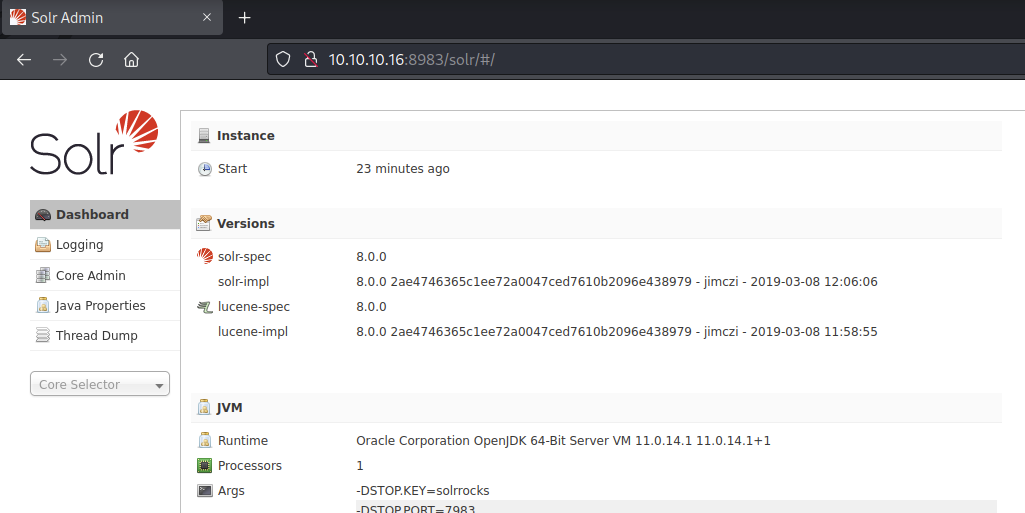 Solr Admin
10.10.10.16:8983/solr/#/
Solr
Dashboard
Logging
Core Admin
Java Properties
Thread Dump
Core Selector
Instance
Start 23 minutes ago
Versions
solr-spec 8.0.0
solr-impl 8.0.0 2ae4746365c1ee72a0047ced7610b2096e438979 - jimczi - 2019-03-08 12:06:06
lucene-spec 8.0.0
lucene-impl 8.0.0 2ae4746365c1ee72a0047ced7610b2096e438979 - jimczi - 2019-03-08 11:58:55
JVM
Runtime Oracle Corporation OpenJDK 64-Bit Server VM 11.0.14.1 11.0.14.1+1
Processors 1
Args -DSTOP.KEY=solrrocks
-DSTOP.PORT=7983